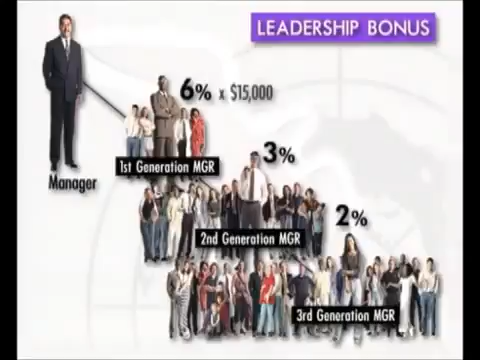 LEADERSHIP BONUS
6% x $15,000
Manager
1st Generation MGR
3%
2nd Generation MGR
2%
3rd Generation MGR